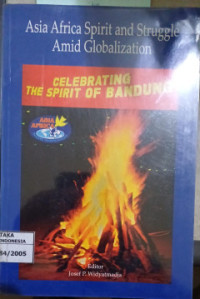 Asia Africa Spirit and Struggle
Amid Globalization
CELEBRATING
THE SPIRIT OF BANDUNG
ASIA
AFRICA
TAKA
INDONESIA
54/2005
Editor
Josef P. Widyatmadja